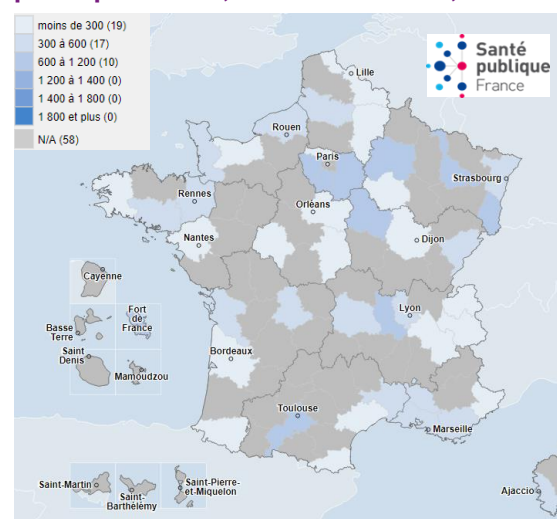 moins de 300 (19)
300 à 600 (17)
600 à 1 200 (10)
1 200 à 1 400 (0)
1 400 à 1 800 (0)
1 800 et plus (0)
N/A (58)
Santé
publique
France
Lille
Rouen
Paris
Strasbourg
Rennes
Orléans
Nantes
Dijon
Cayenne
Lyon
Basse
Terre
Fort
de
France
Saint
Denis
Mamoudzou
Bordeaux
Toulouse
Marseille
Saint-Martin
Saint-
Barthélémy
Saint-Pierre-
et-Miquelon
Ajaccio